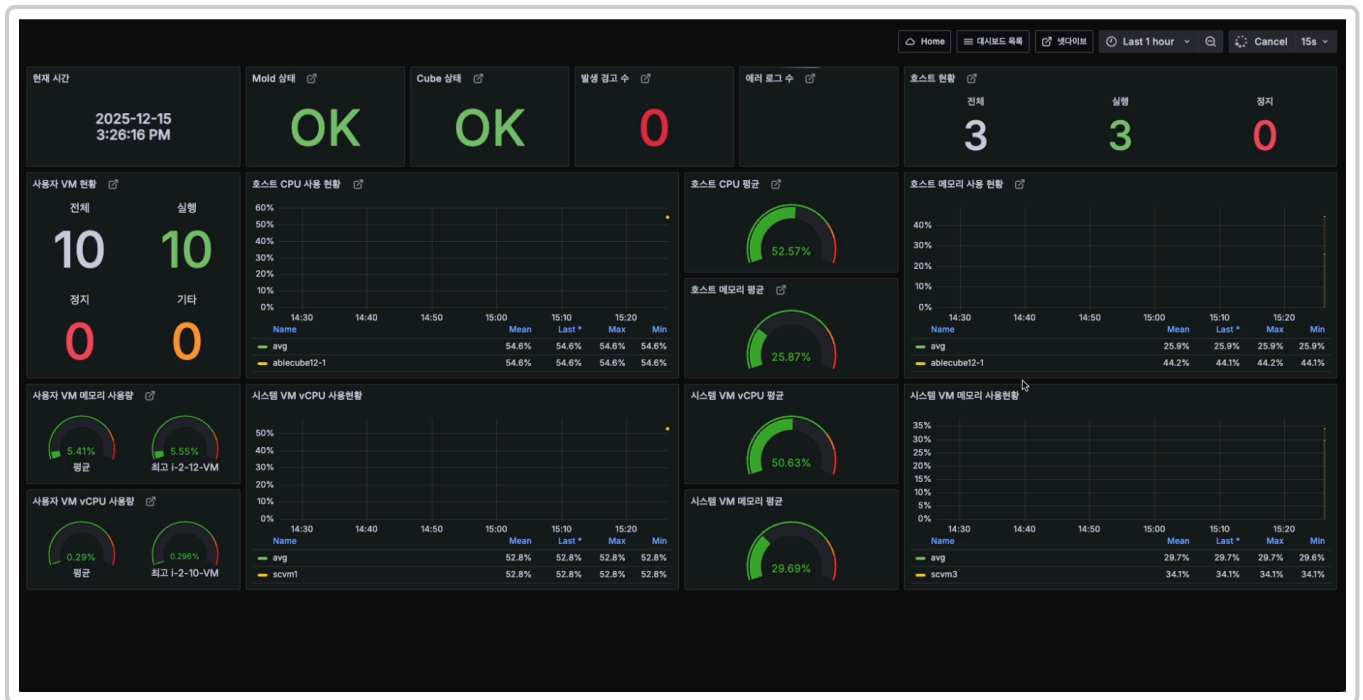 Home 대시보드 목록 넷다이브 Last 1 hour Cancel 15s
현재 시간
2025-12-15
3:26:16 PM
Mold 상태
OK
Cube 상태
OK
발생 경고 수
0
에러 로그 수
호스트 현황
전체 실행 정지
3 3 0
사용자 VM 현황
전체 실행
10 10
정지 기타
0 0
호스트 CPU 사용 현황
60%
50%
40%
30%
20%
10%
0%
14:30 14:40 14:50 15:00 15:10 15:20
Name Mean Last * Max Min
avg 54.6% 54.6% 54.6% 54.6%
ablecube12-1 54.6% 54.6% 54.6% 54.6%
호스트 CPU 평균
52.57%
호스트 메모리 평균
25.87%
호스트 메모리 사용 현황
40%
30%
20%
10%
0%
14:30 14:40 14:50 15:00 15:10 15:20
Name Mean Last * Max Min
avg 25.9% 25.9% 25.9% 25.9%
ablecube12-1 44.2% 44.1% 44.2% 44.1%
사용자 VM 메모리 사용량
5.41% 5.55%
평균 최고 i-2-12-VM
사용자 VM vCPU 사용량
0.29% 0.296%
평균 최고 i-2-10-VM
시스템 VM vCPU 사용현황
50%
40%
30%
20%
10%
0%
14:30 14:40 14:50 15:00 15:10 15:20
Name Mean Last * Max Min
avg 52.8% 52.8% 52.8% 52.8%
scvm1 52.8% 52.8% 52.8% 52.8%
시스템 VM vCPU 평균
50.63%
시스템 VM 메모리 평균
29.69%
시스템 VM 메모리 사용현황
35%
30%
25%
20%
15%
10%
5%
0%
14:30 14:40 14:50 15:00 15:10 15:20
Name Mean Last * Max Min
avg 29.7% 29.7% 29.7% 29.6%
scvm3 34.1% 34.1% 34.1% 34.1%